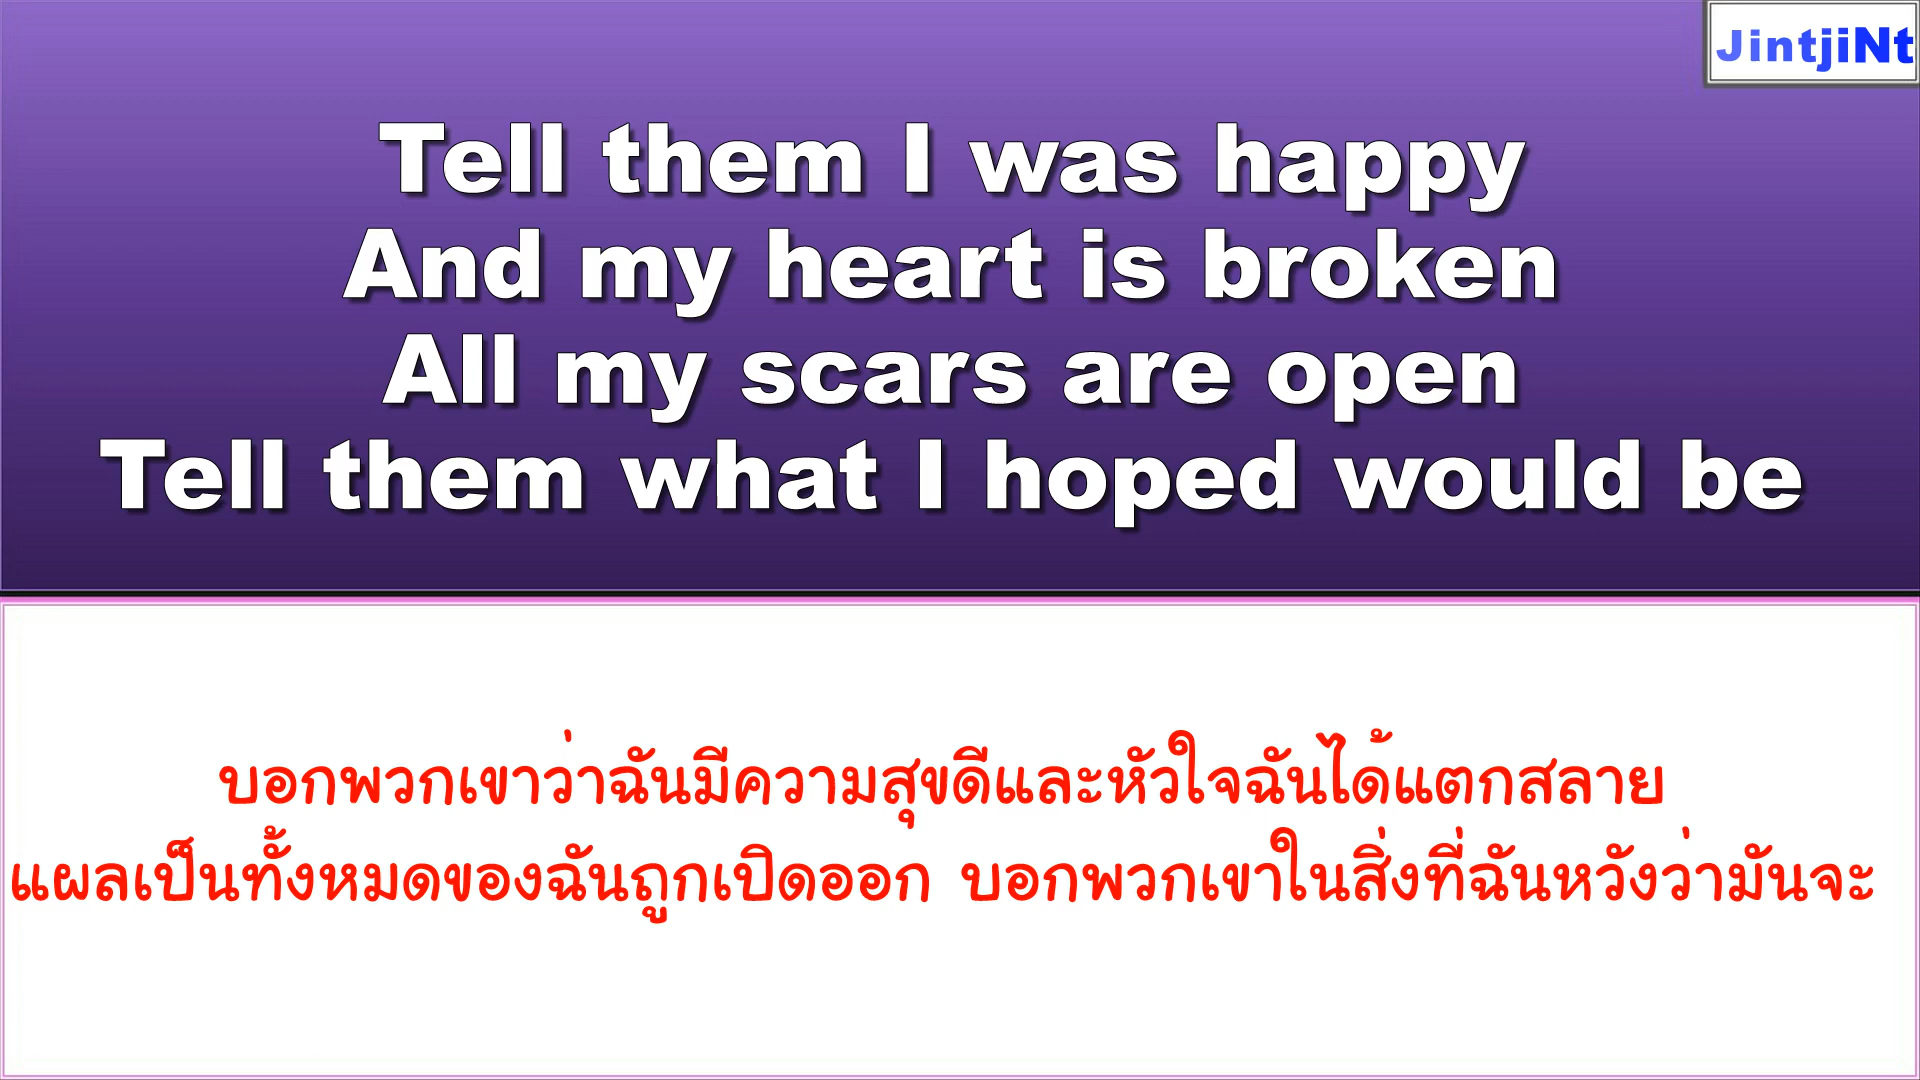 JintjiNt
Tell them I was happy
And my heart is broken
All my scars are open
Tell them what I hoped would be
บอกพวกเขาว่าฉันมีความสุขดีและหัวใจฉันได้แตกสลาย
แผลเป็นทั้งหมดของฉันถูกเปิดออก บอกพวกเขาในสิ่งที่ฉันหวังว่ามันจะ